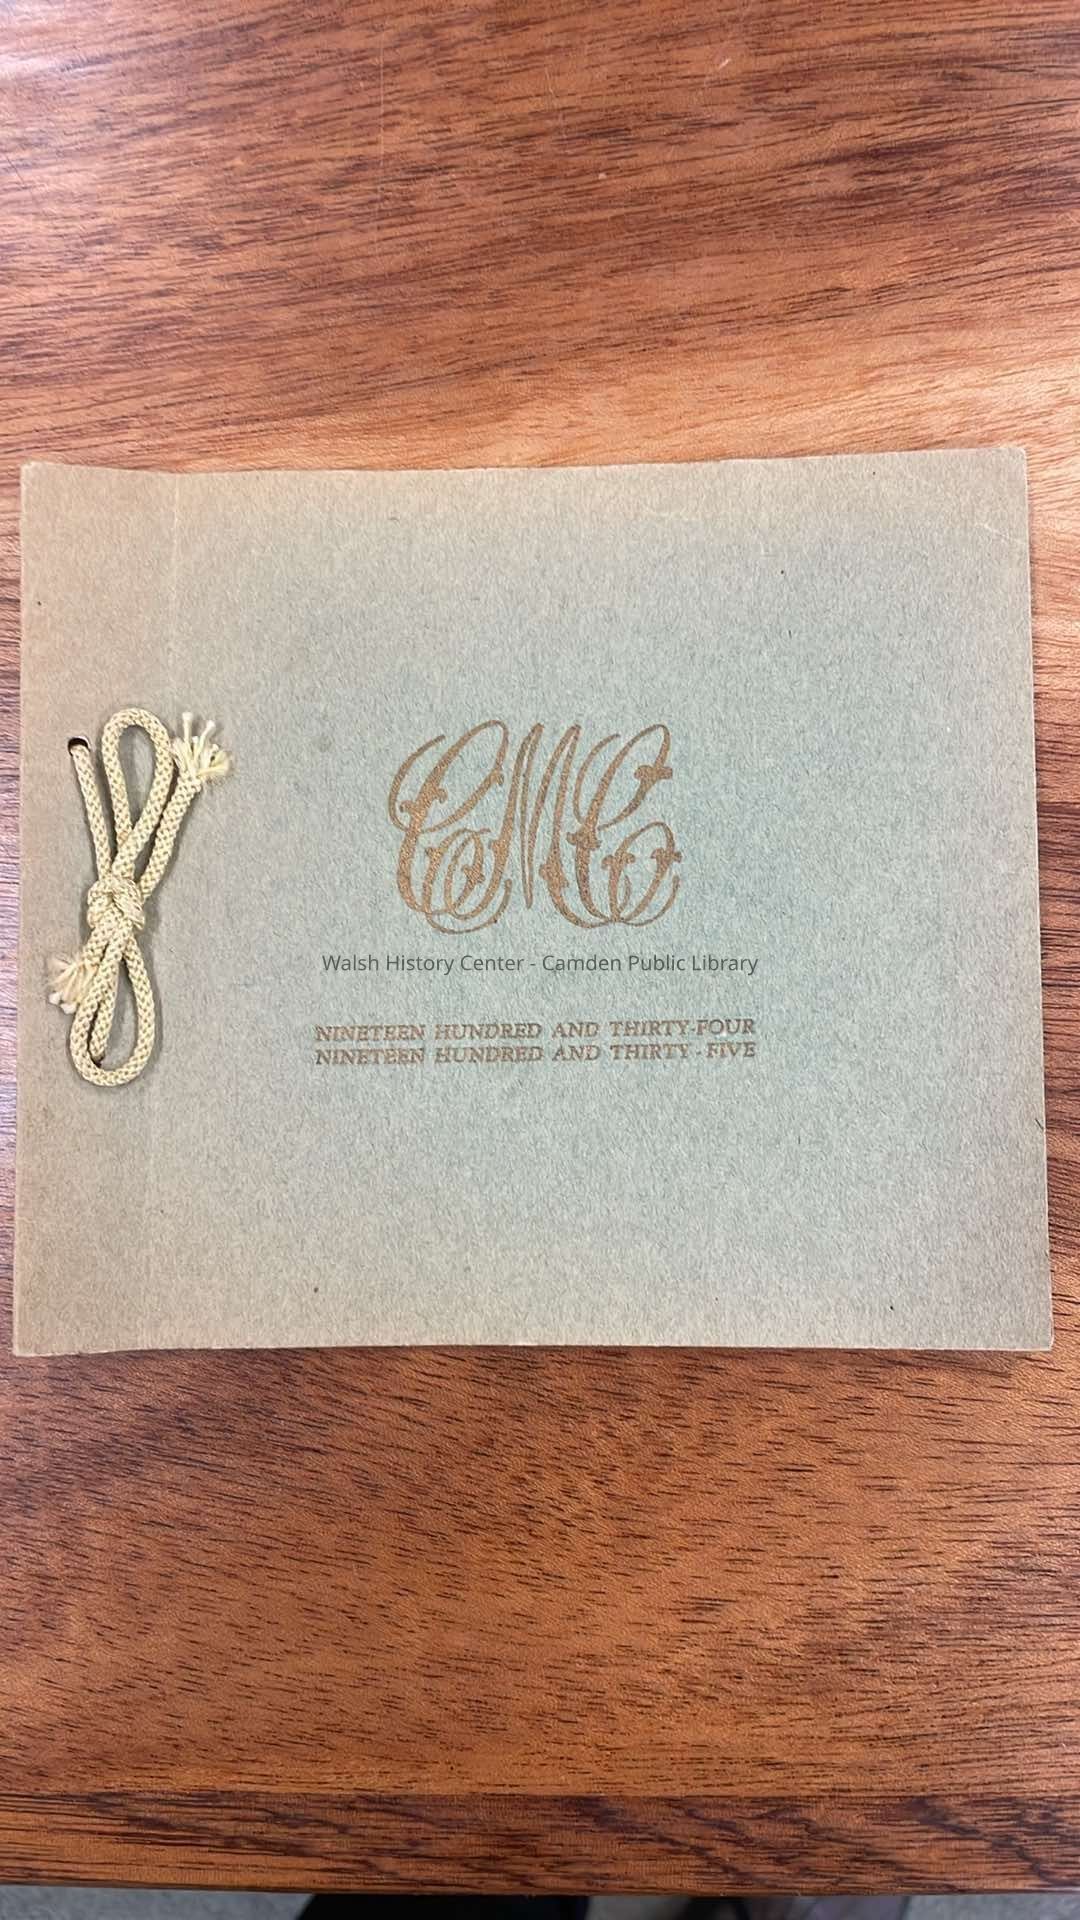 CMC
Walsh History Center - Camden Public Library
NINETEEN HUNDRED AND THIRTY-FOUR
NINETEEN HUNDRED AND THIRTY-FIVE